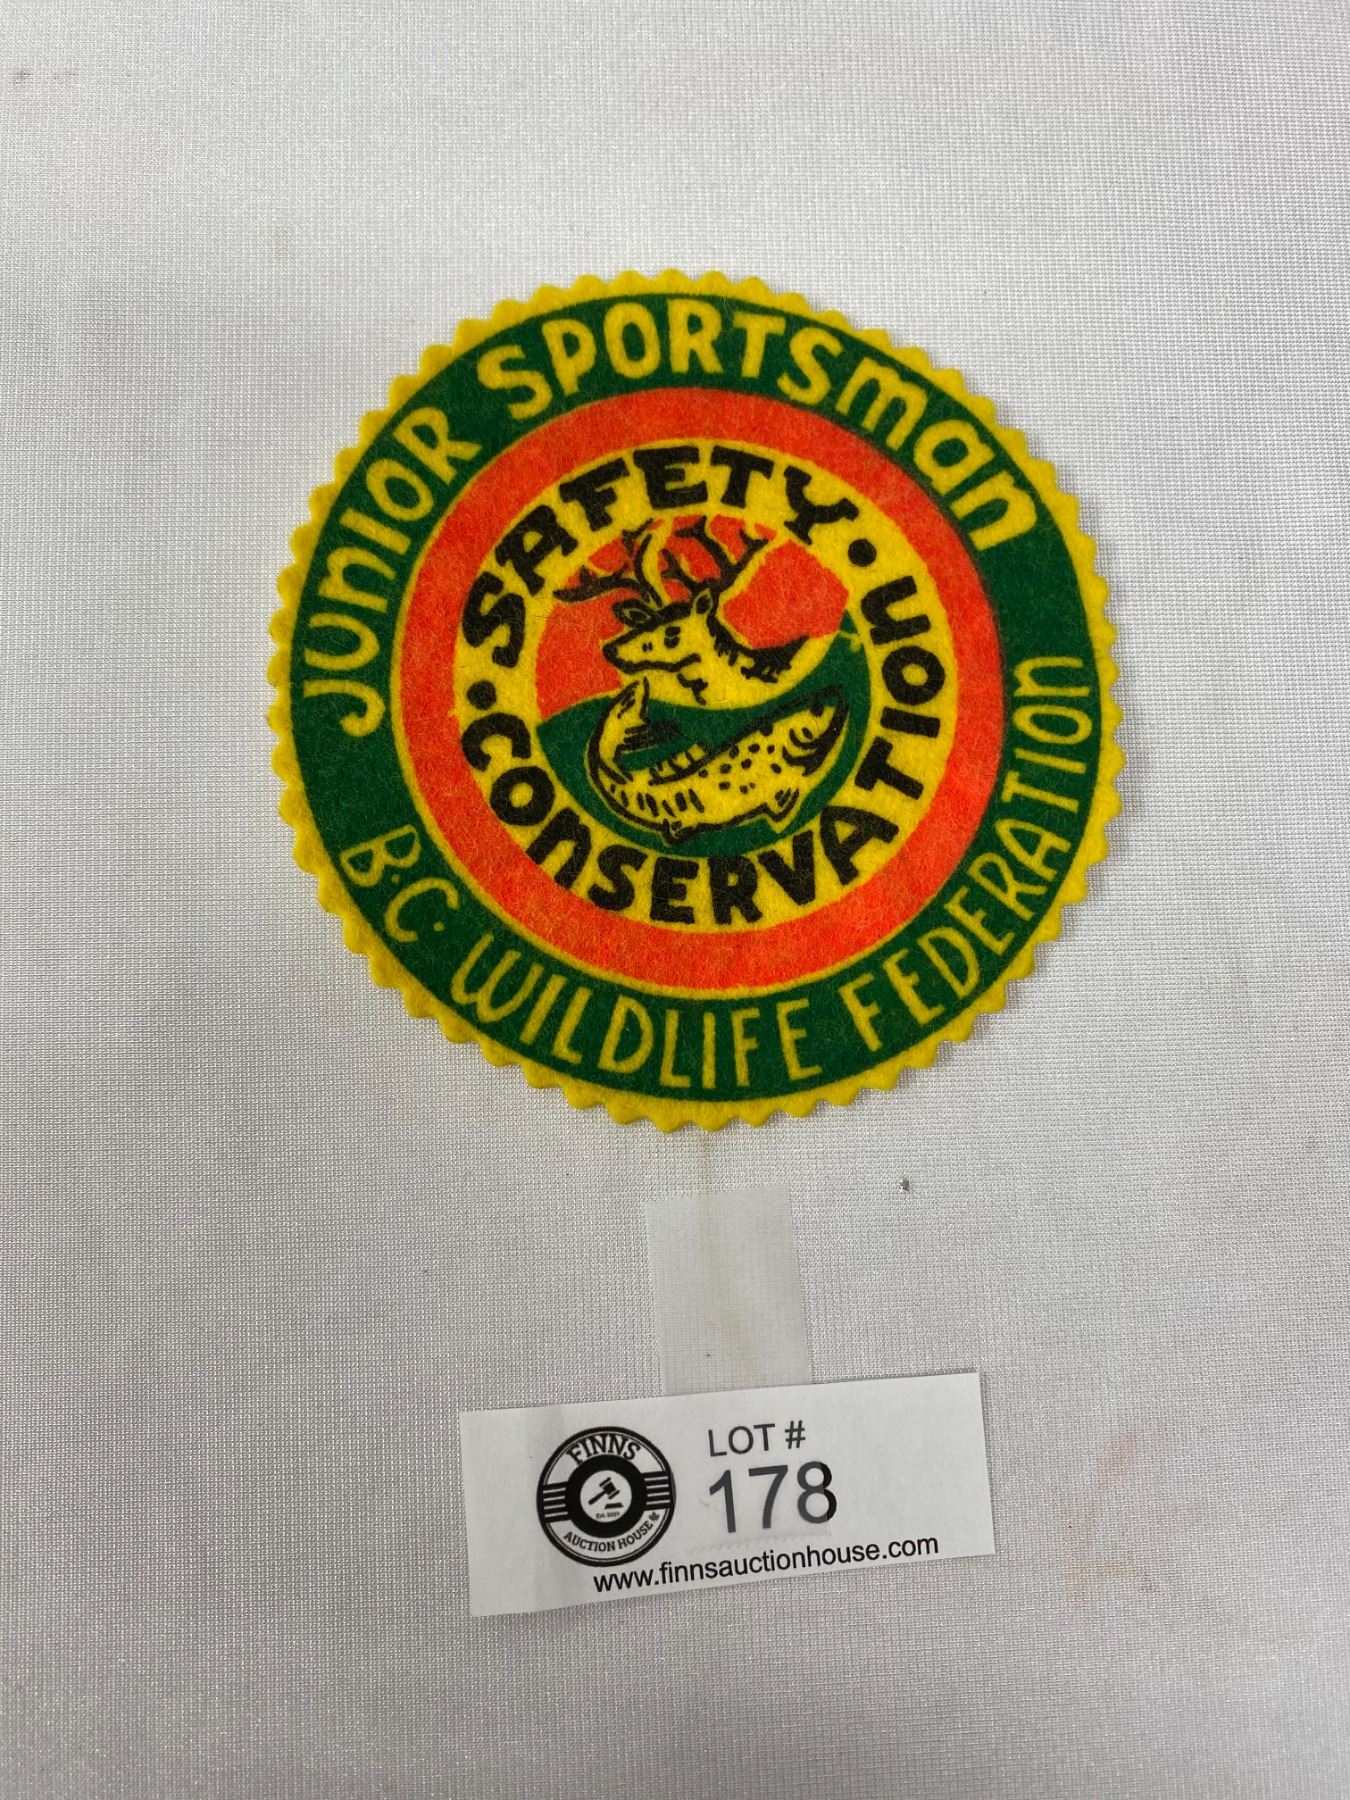 JUNIOR SPORTSMAN
B.C. WILDLIFE FEDERATION
SAFETY · CONSERVATION ·
FINNS
AUCTION HOUSE
LOT #
178
www.finnsauctionhouse.com